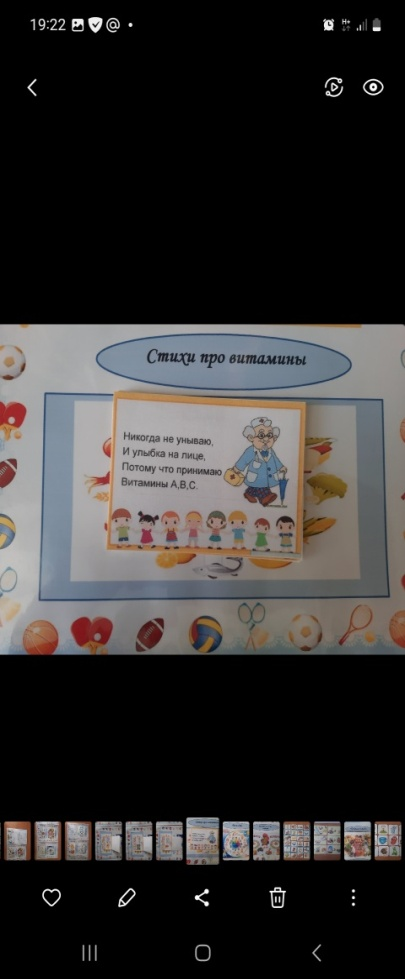 19:22
H+
Стихи про витамины
Никогда не унываю,
И улыбка на лице,
Потому что принимаю
Витамины А,В,С.